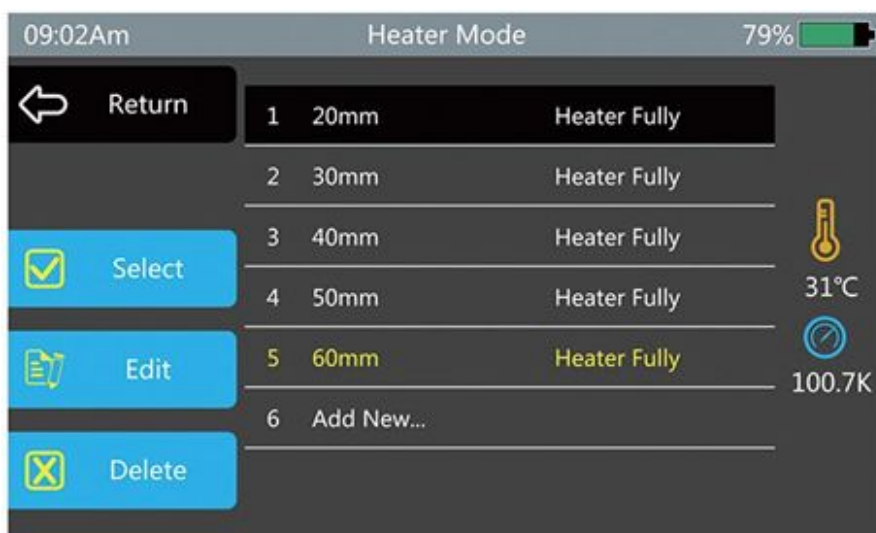 09:02Am Heater Mode 79%
Return
1 20mm Heater Fully
2 30mm Heater Fully
3 40mm Heater Fully
Select
4 50mm Heater Fully
31℃
5 60mm Heater Fully
Edit
100.7K
6 Add New...
Delete